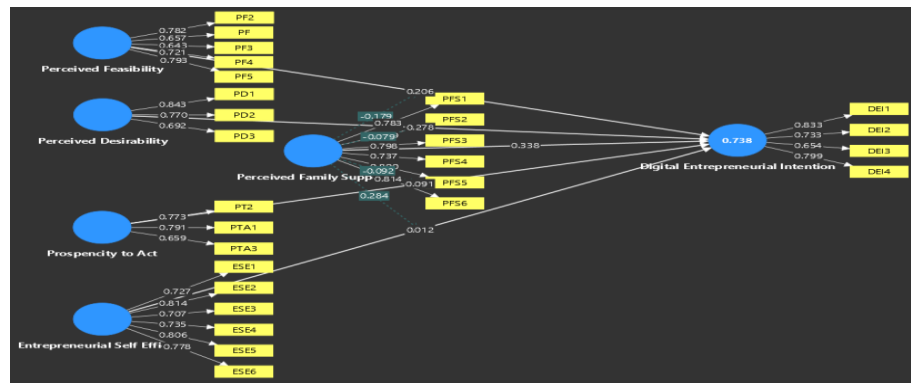 PF2
0.782
PF
0.657
PF3
0.643
PF4
0.721
PF5
0.793
Perceived Feasibility
PD1
0.843
PD2
0.770
PD3
0.692
Perceived Desirability
0.206
PFS1
-0.179
0.783
PFS2
-0.079
0.278
PFS3
0.798
0.338
PFS4
0.737
-0.092
PFS5
0.814
-0.091
PFS6
0.284
Perceived Family Supp
0.012
DEI1
0.833
DEI2
0.733
0.738
DEI3
0.654
DEI4
0.799
Digital Entrepreneurial Intention
PT2
0.773
PTA1
0.791
PTA3
0.659
Prospencity to Act
ESE1
0.727
ESE2
0.814
ESE3
0.707
ESE4
0.735
ESE5
0.806
ESE6
0.778
Entrepreneurial Self Effi